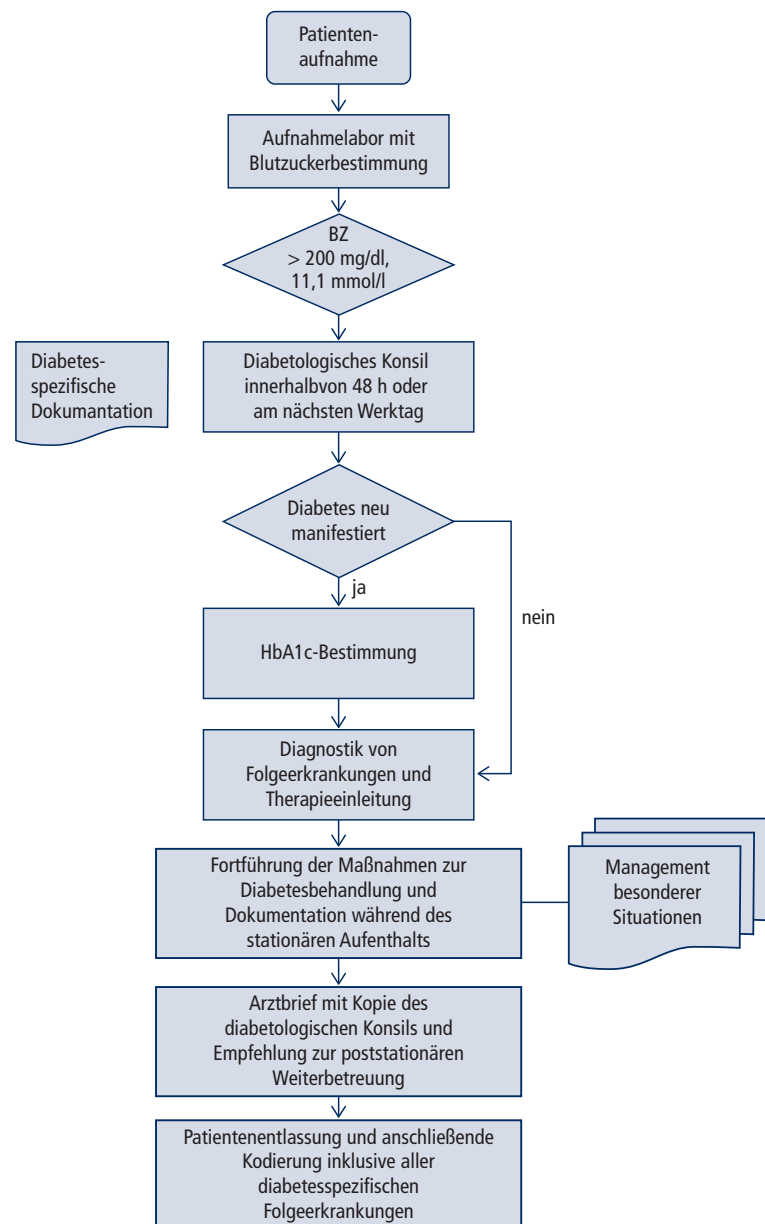 Patienten-
aufnahme
Aufnahmelabor mit
Blutzuckerbestimmung
BZ
> 200 mg/dl,
11,1 mmol/l
Diabetes-
spezifische
Dokumantation
Diabetologisches Konsil
innerhalbvon 48 h oder
am nächsten Werktag
Diabetes neu
manifestiert
ja
nein
HbA1c-Bestimmung
Diagnostik von
Folgeerkrankungen und
Therapieeinleitung
Fortführung der Maßnahmen zur
Diabetesbehandlung und
Dokumentation während des
stationären Aufenthalts
Management
besonderer
Situationen
Arztbrief mit Kopie des
diabetologischen Konsils und
Empfehlung zur poststationären
Weiterbetreuung
Patientenentlassung und anschließende
Kodierung inklusive aller
diabetesspezifischen
Folgeerkrankungen